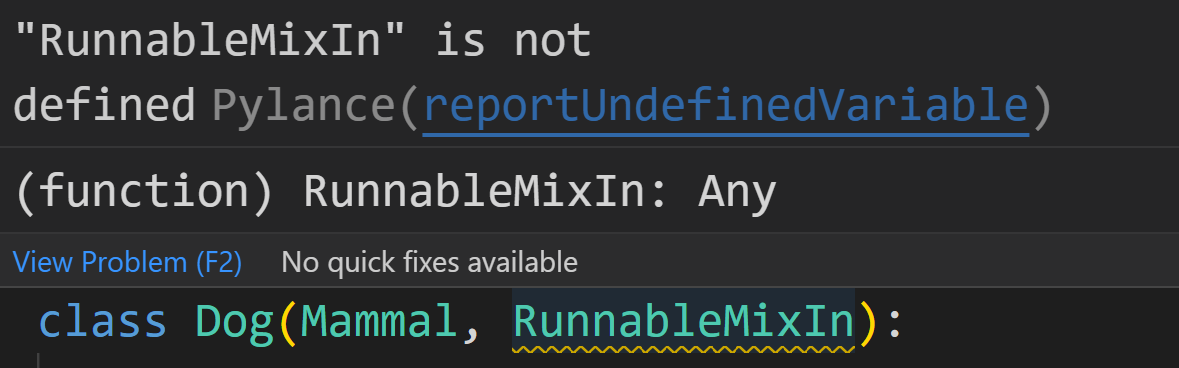 "RunnableMixIn" is not
defined Pylance(reportUndefinedVariable)
(function) RunnableMixIn: Any
View Problem (F2) No quick fixes available
class Dog(Mammal, RunnableMixIn):